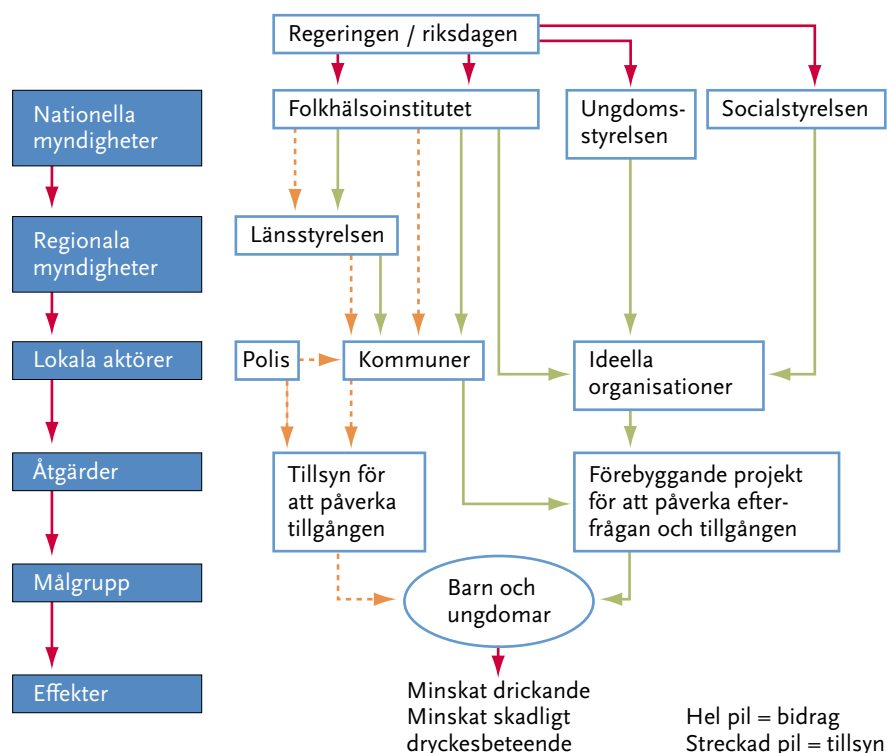 Regeringen / riksdagen
Nationella
myndigheter
Folkhälsoinstitutet
Ungdoms-
styrelsen
Socialstyrelsen
Regionala
myndigheter
Länsstyrelsen
Lokala aktörer
Polis
Kommuner
Ideella
organisationer
Åtgärder
Tillsyn för
att påverka
tillgången
Förebyggande projekt
för att påverka efter-
frågan och tillgången
Målgrupp
Barn och
ungdomar
Effekter
Minskat drickande
Minskat skadligt
dryckesbeteende
Hel pil = bidrag
Streckad pil = tillsyn